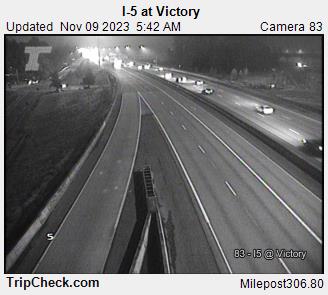 I-5 at Victory
Updated Nov 09 2023 5:42 AM Camera 83
T
S
83 - I5 @ Victory
TripCheck.com Milepost306.80